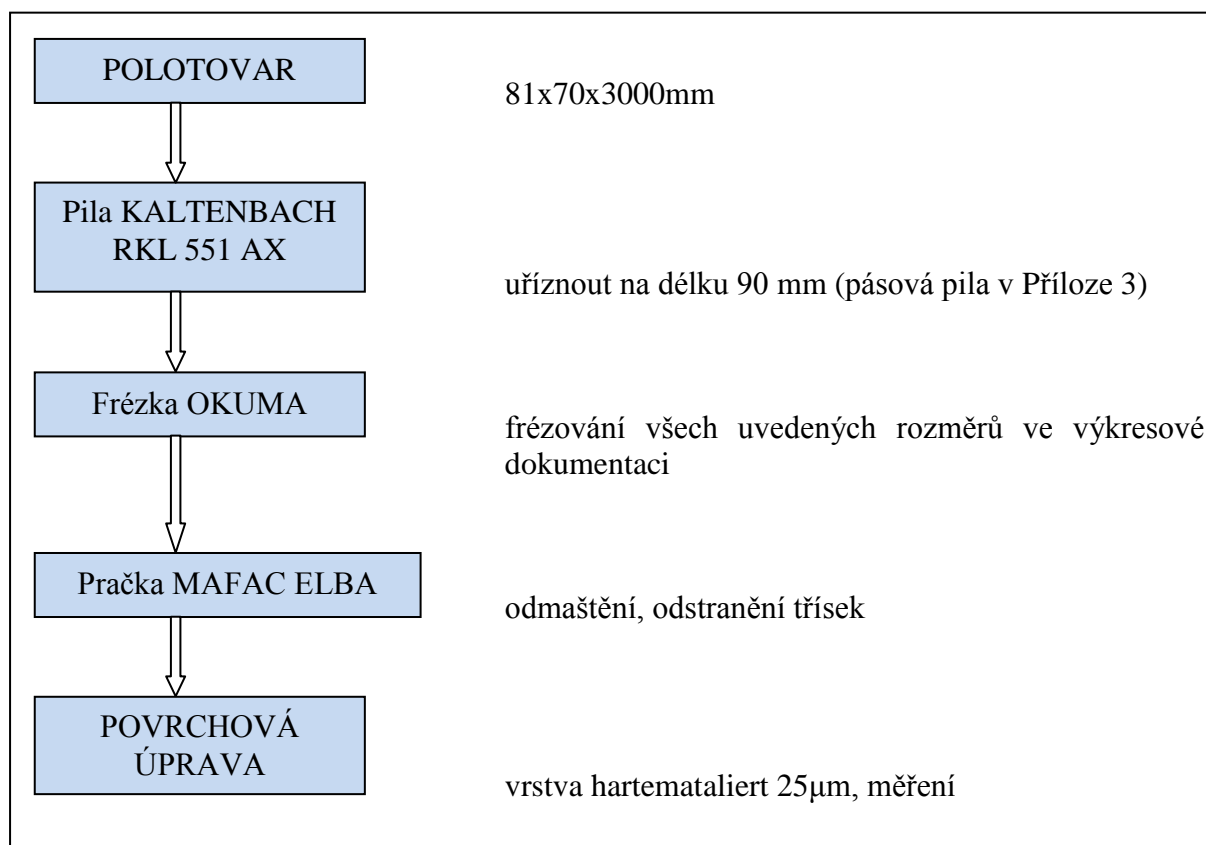 POLOTOVAR
81x70x3000mm
Pila KALTENBACH
RKL 551 AX
uříznout na délku 90 mm (pásová pila v Příloze 3)
Frézka OKUMA
frézování všech uvedených rozměrů ve výkresové
dokumentaci
Pračka MAFAC ELBA
odmaštění, odstranění třísek
POVRCHOVÁ
ÚPRAVA
vrstva hartemataliert 25μm, měření